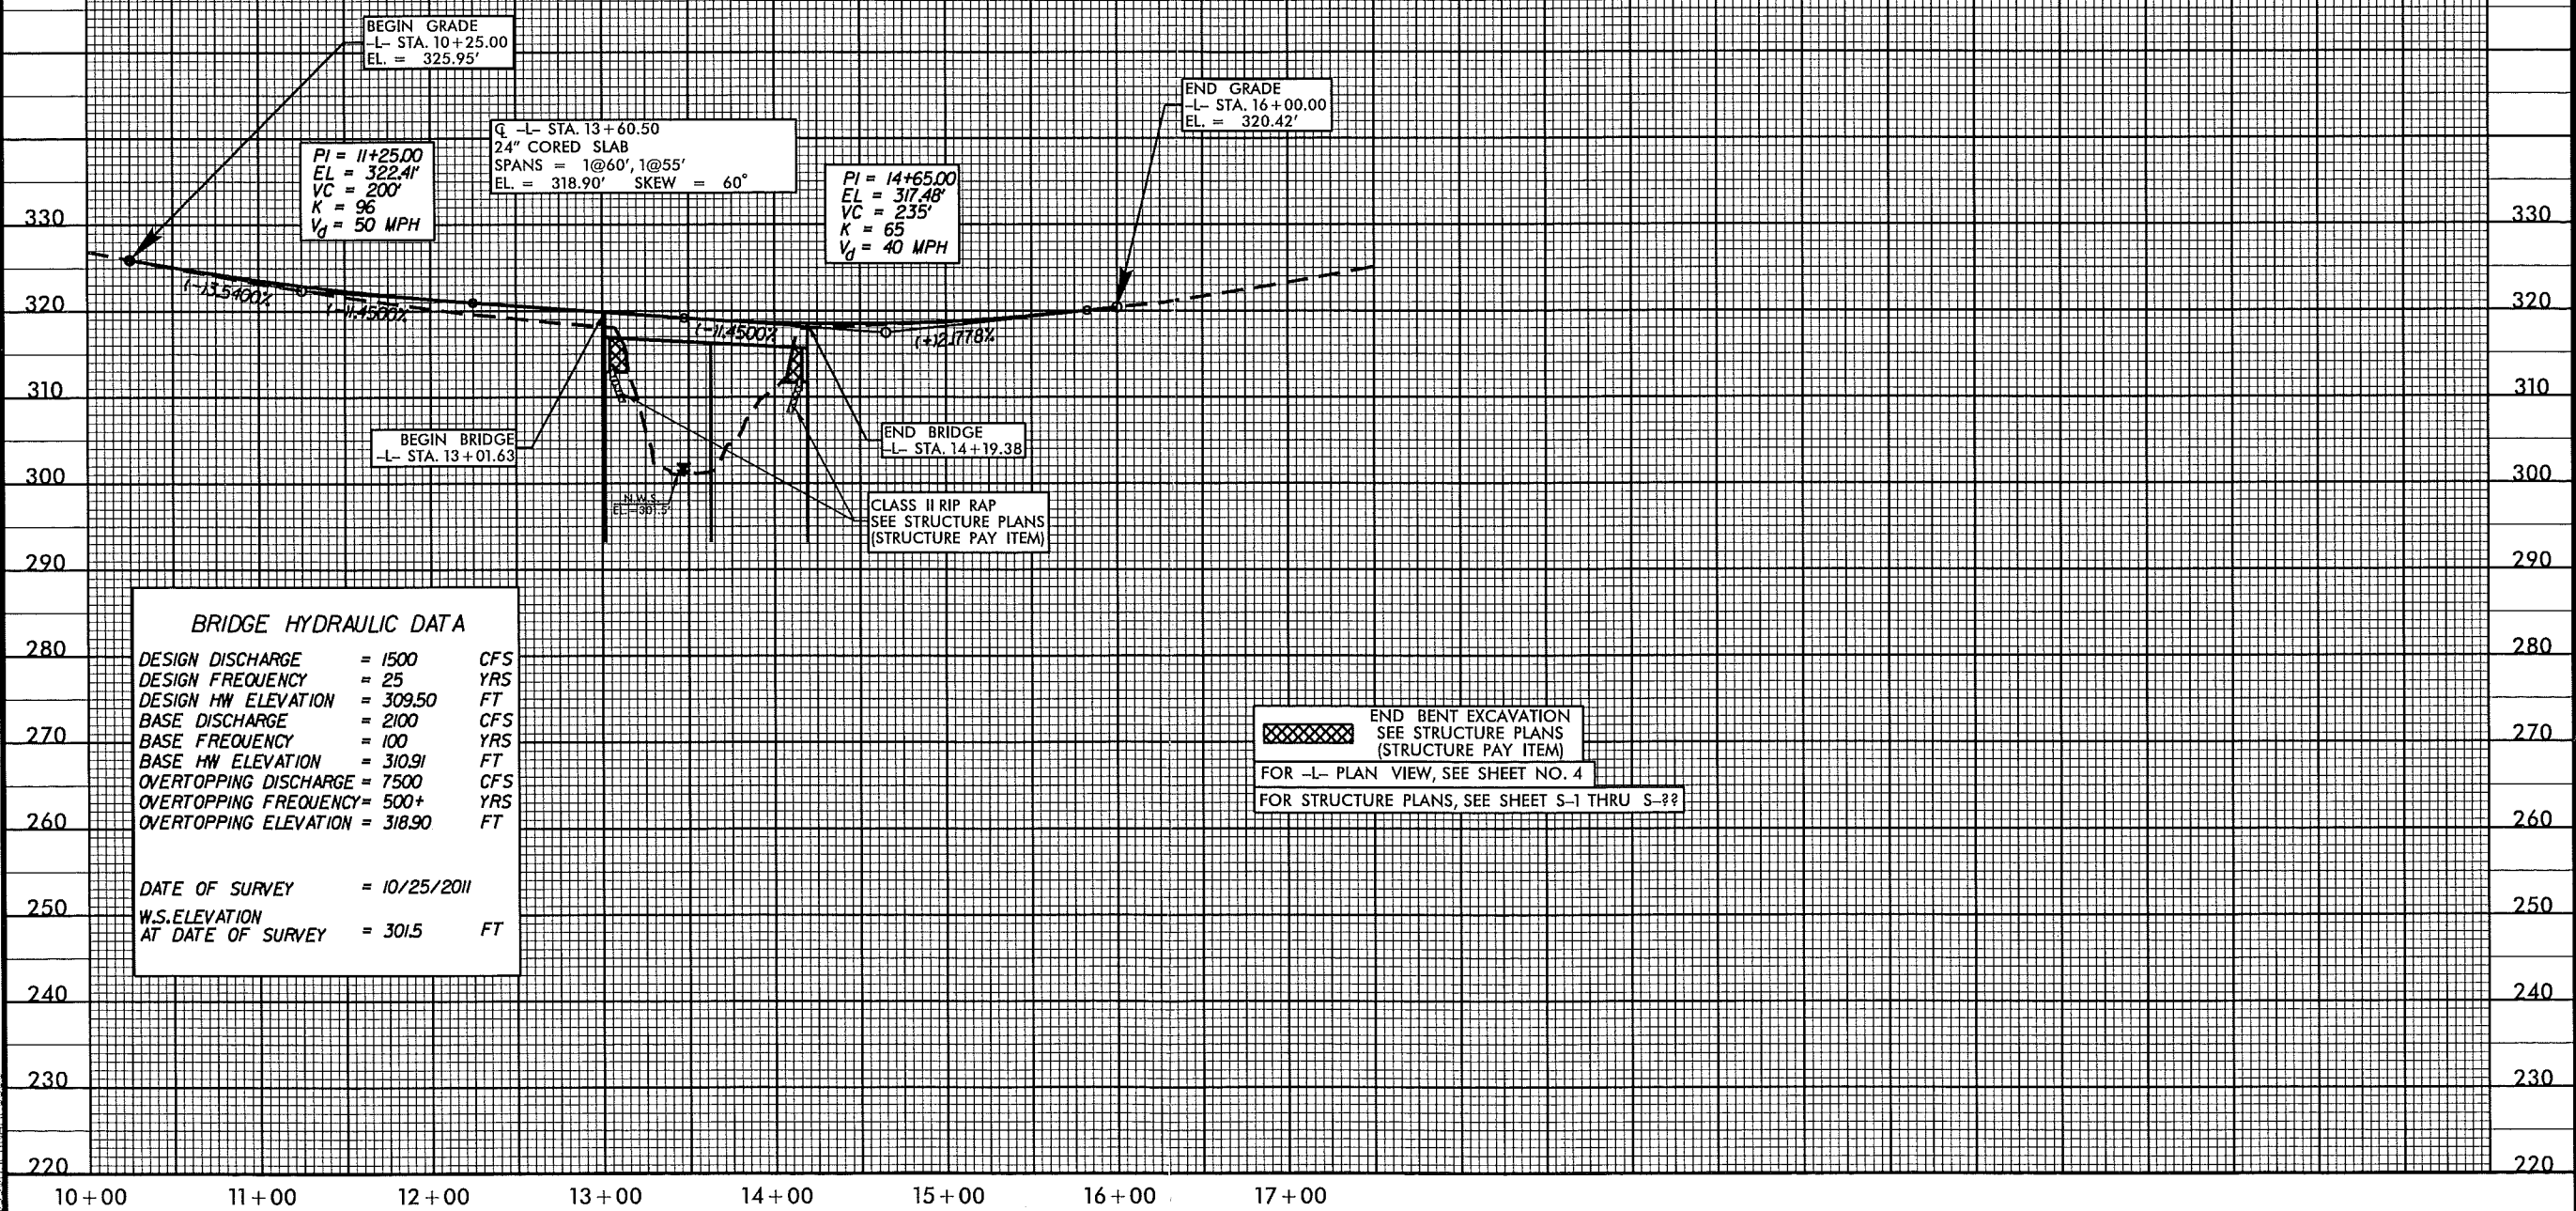 BEGIN GRADE
-L- STA. 10+25.00
EL. = 325.95'
END GRADE
-L- STA. 16+00.00
EL. = 320.42'
℄ -L- STA. 13+60.50
24" CORED SLAB
SPANS = 1@60', 1@55'
EL. = 318.90' SKEW = 60°
PI = 11+25.00
EL = 322.41'
VC = 200'
K = 96
Vd = 50 MPH
PI = 14+65.00
EL = 317.48'
VC = 235'
K = 65
Vd = 40 MPH
330 330
(-)3.5400%
320 320
(-)1.4500%
(-)1.4500%
(+)2.1778%
310 310
BEGIN BRIDGE
-L- STA. 13+01.63
END BRIDGE
-L- STA. 14+19.38
300 300
N.W.S.
EL.=301.5'
CLASS II RIP RAP
SEE STRUCTURE PLANS
(STRUCTURE PAY ITEM)
290 290
BRIDGE HYDRAULIC DATA
280 280
DESIGN DISCHARGE = 1500 CFS
DESIGN FREQUENCY = 25 YRS
DESIGN HW ELEVATION = 309.50 FT
BASE DISCHARGE = 2100 CFS
BASE FREQUENCY = 100 YRS
BASE HW ELEVATION = 310.91 FT
OVERTOPPING DISCHARGE = 7500 CFS
OVERTOPPING FREQUENCY= 500+ YRS
OVERTOPPING ELEVATION = 318.90 FT
DATE OF SURVEY = 10/25/2011
W.S. ELEVATION
AT DATE OF SURVEY = 301.5 FT
END BENT EXCAVATION
SEE STRUCTURE PLANS
(STRUCTURE PAY ITEM)
FOR -L- PLAN VIEW, SEE SHEET NO. 4
FOR STRUCTURE PLANS, SEE SHEET S-1 THRU S-??
270 270
260 260
250 250
240 240
230 230
220 220
10+00 11+00 12+00 13+00 14+00 15+00 16+00 17+00